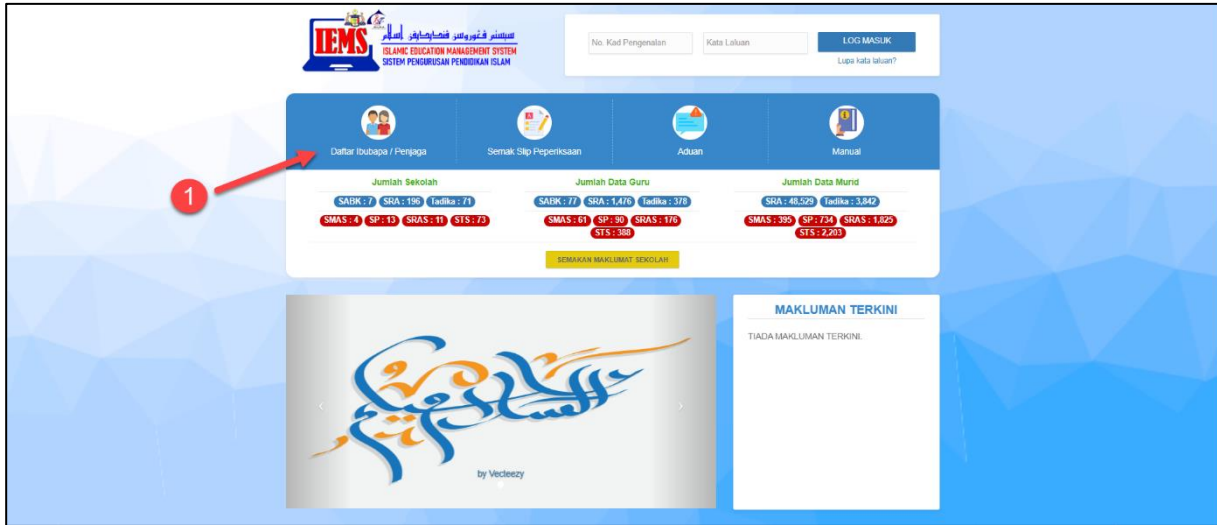 IEMS
سيستم ڤڠوروسن ڤنديديقن إسلام
ISLAMIC EDUCATION MANAGEMENT SYSTEM
SISTEM PENGURUSAN PENDIDIKAN ISLAM
No. Kad Pengenalan
Kata Laluan
LOG MASUK
Lupa kata laluan?
Daftar Ibubapa / Penjaga
Semak Slip Peperiksaan
Aduan
Manual
1
Jumlah Sekolah
SABK : 7 SRA : 196 Tadika : 71
SMAS : 4 SP : 13 SRAS : 11 STS : 73
Jumlah Data Guru
SABK : 77 SRA : 1,476 Tadika : 378
SMAS : 61 SP : 90 SRAS : 176
STS : 388
Jumlah Data Murid
SRA : 48,529 Tadika : 3,842
SMAS : 395 SP : 734 SRAS : 1,825
STS : 2,203
SEMAKAN MAKLUMAT SEKOLAH
by Vecteezy
MAKLUMAN TERKINI
TIADA MAKLUMAN TERKINI.